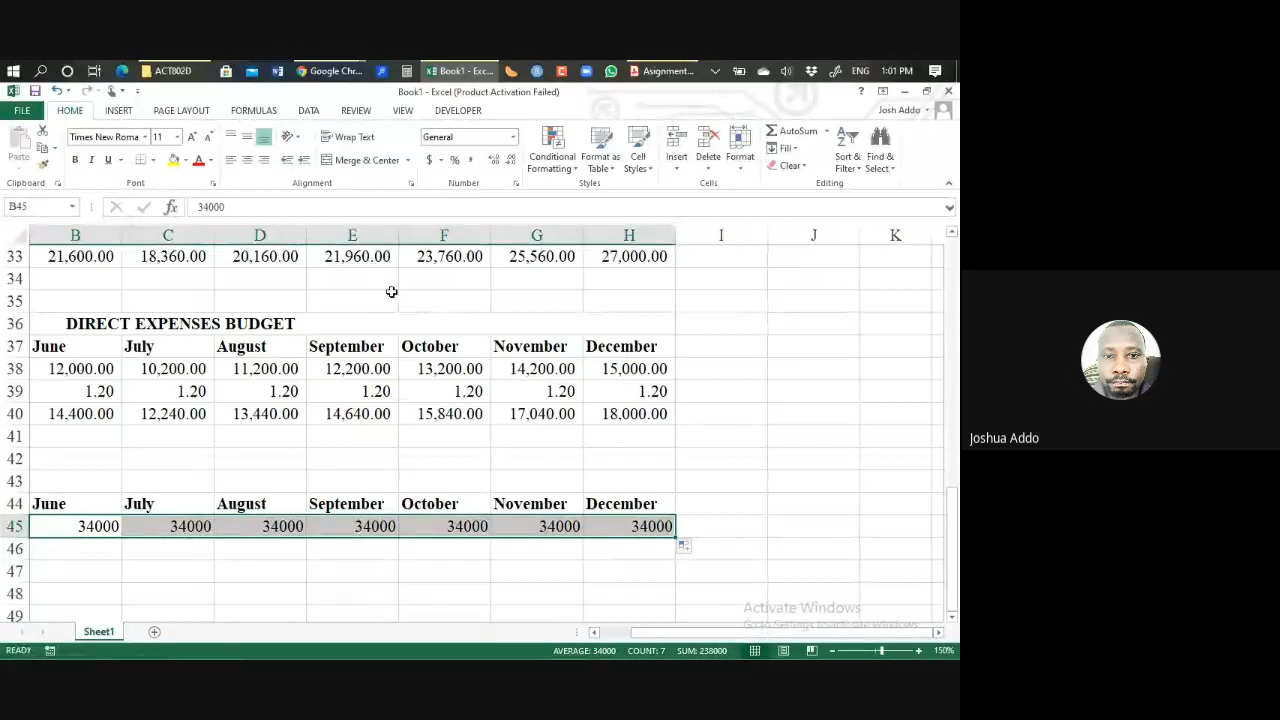 ACT802D
Google Chr...
Book1 - Exc...
Asignment...
ENG
1:01 PM
Book1 - Excel (Product Activation Failed)
FILE HOME INSERT PAGE LAYOUT FORMULAS DATA REVIEW VIEW DEVELOPER
Josh Addo
Paste
Times New Roma 11
Wrap Text
General
Merge & Center
Conditional Formatting
Format as Table
Cell Styles
Insert
Delete
Format
AutoSum
Fill
Clear
Sort & Filter
Find & Select
Clipboard Font Alignment Number Styles Cells Editing
B45 34000
B C D E F G H I J K
33 21,600.00 18,360.00 20,160.00 21,960.00 23,760.00 25,560.00 27,000.00
34
35
36 DIRECT EXPENSES BUDGET
37 June July August September October November December
38 12,000.00 10,200.00 11,200.00 12,200.00 13,200.00 14,200.00 15,000.00
39 1.20 1.20 1.20 1.20 1.20 1.20 1.20
40 14,400.00 12,240.00 13,440.00 14,640.00 15,840.00 17,040.00 18,000.00
41
42
43
44 June July August September October November December
45 34000 34000 34000 34000 34000 34000 34000
46
47
48
49
Activate Windows
Go to Settings to activate Windows.
Sheet1
READY
AVERAGE: 34000 COUNT: 7 SUM: 238000
150%
Joshua Addo